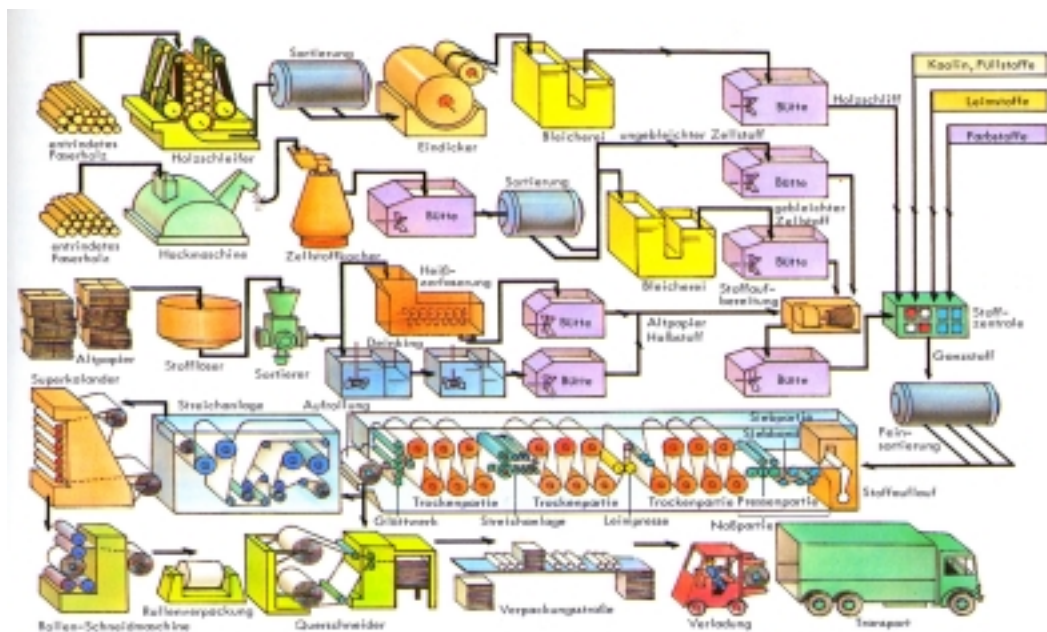 entrindetes
Faserholz
Holzschleifer
Sortierung
Eindicker
Bleicherei
Bütte
Holzschliff
Kaolin, Füllstoffe
Leimstoffe
Farbstoffe
entrindetes
Faserholz
Hackmaschine
Zellstoffkocher
Bütte
Sortierung
ungebleichter Zellstoff
Bütte
gebleichter
Zellstoff
Bleicherei
Bütte
Stoffauf-
bereitung
Altpapier
Stofflöser
Sortierer
Heiß-
zerfaserung
Deinking
Bütte
Bütte
Altpapier
Halbstoff
Bütte
Stoff-
zentrale
Ganzstoff
Fein-
sortierung
Superkalander
Streichanlage
Aufrollung
Siebpartie
Trockenpartie
Trockenpartie
Trockenpartie
Pressenpartie
Stoffauflauf
Glättwerk
Streichanlage
Leimpresse
Naßpartie
Rollen-Schneidmaschine
Rollenverpackung
Querschneider
Verpackungsstraße
Verladung
Transport